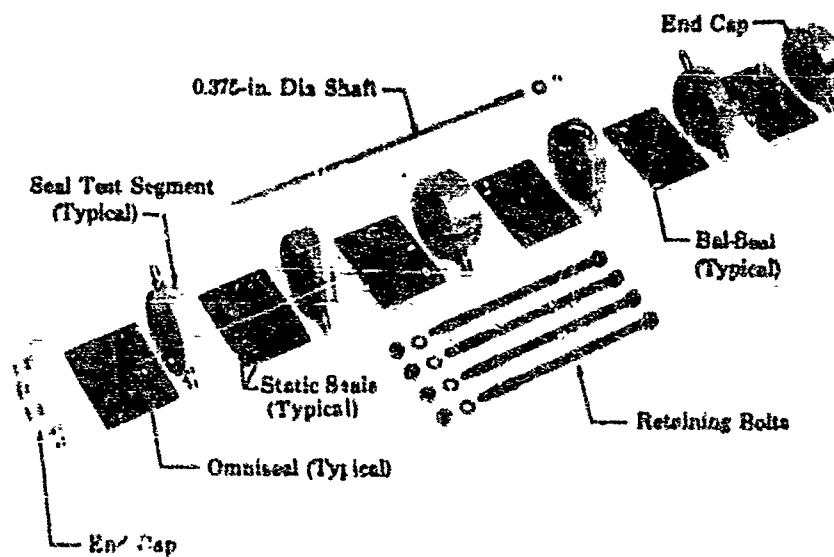 End Cap
0.375-in. Dia Shaft
Seal Test Segment
(Typical)
Bal-Seal
(Typical)
Static Seals
(Typical)
Retaining Bolts
Omniseal (Typical)
End Cap